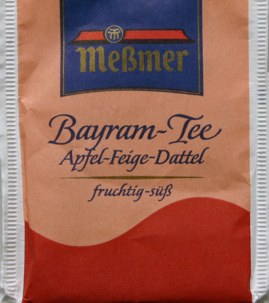 Meßmer
Bayram-Tee
Apfel-Feige-Dattel
fruchtig-süß